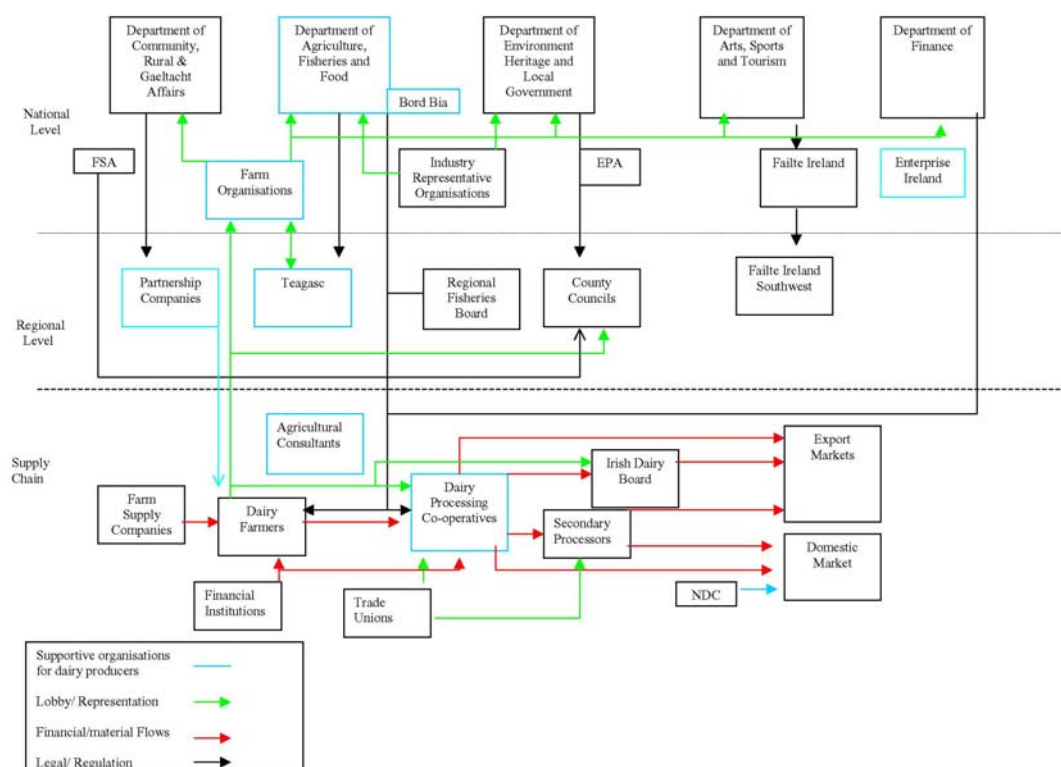 Department of
Community,
Rural &
Gaeltacht
Affairs
Department of
Agriculture,
Fisheries and
Food
Bord Bia
Department of
Environment
Heritage and
Local
Government
Department of
Arts, Sports
and Tourism
Department of
Finance
National
Level
FSA
Farm
Organisations
Industry
Representative
Organisations
EPA
Failte Ireland
Enterprise
Ireland
Partnership
Companies
Teagasc
Regional
Fisheries
Board
County
Councils
Failte Ireland
Southwest
Regional
Level
Agricultural
Consultants
Supply
Chain
Farm
Supply
Companies
Dairy
Farmers
Dairy
Processing
Co-operatives
Irish Dairy
Board
Secondary
Processors
Export
Markets
Domestic
Market
Financial
Institutions
Trade
Unions
NDC
Supportive organisations
for dairy producers
Lobby/ Representation
Financial/material Flows
Legal/ Regulation